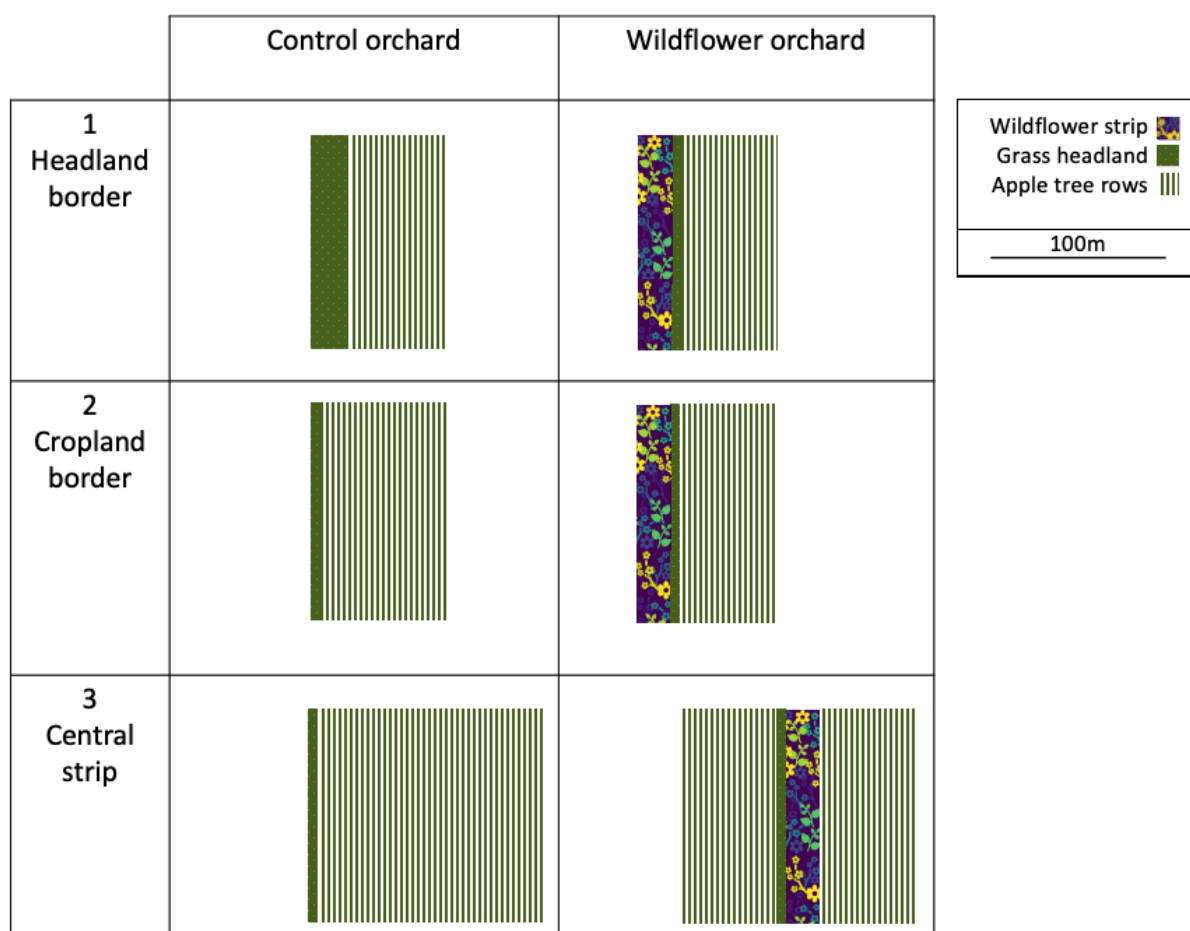 Control orchard
Wildflower orchard
1
Headland
border
2
Cropland
border
3
Central
strip
Wildflower strip
Grass headland
Apple tree rows
100m